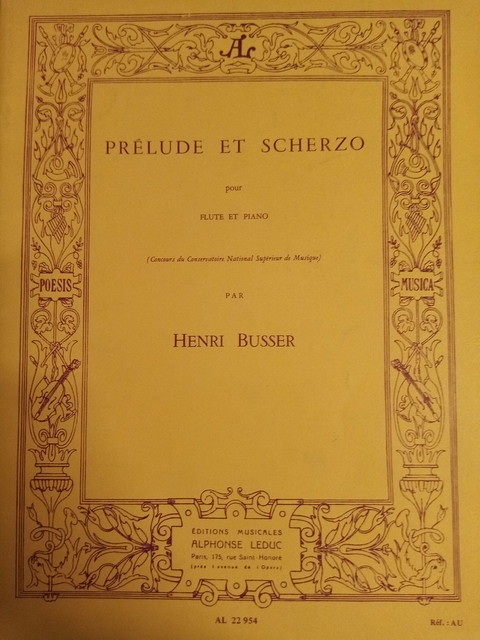 AL
PRÉLUDE ET SCHERZO
pour
FLUTE ET PIANO
(Concours du Conservatoire National Supérieur de Musique)
POESIS
MUSICA
PAR
HENRI BUSSER
ÉDITIONS MUSICALES
ALPHONSE LEDUC
Paris, 175, rue Saint-Honoré
(près l'avenue de l'Opéra)
AL 22 954
Réf. : AU